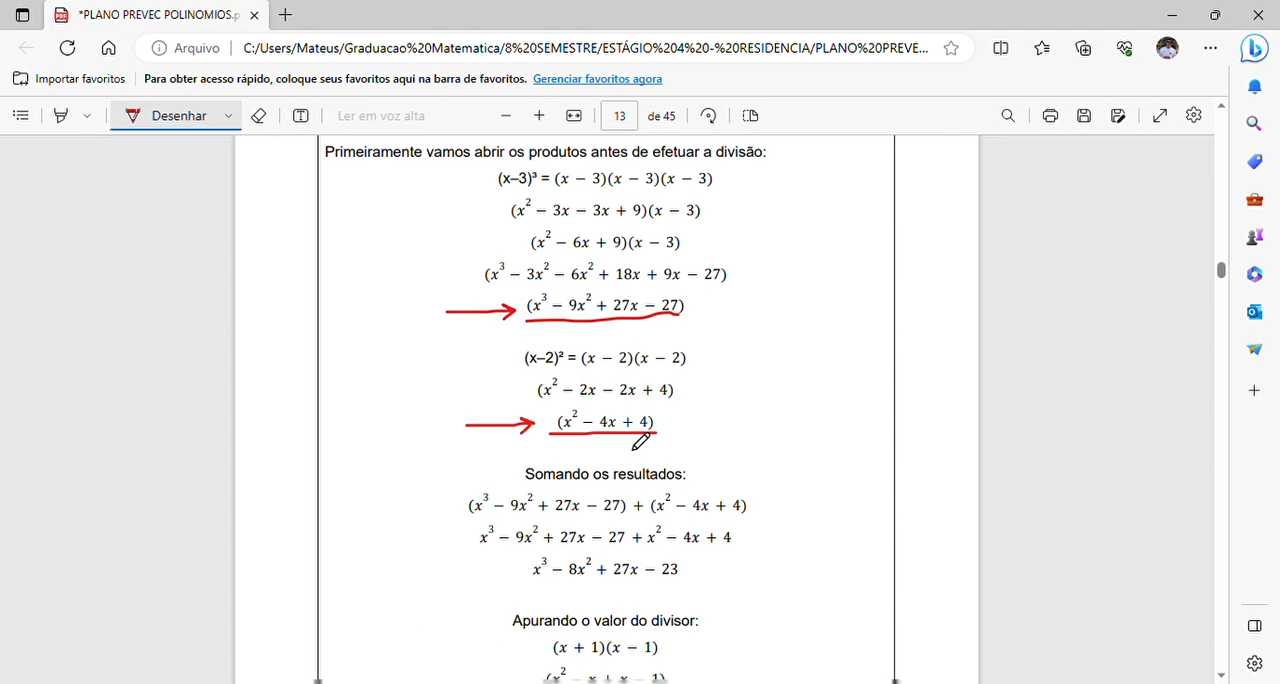 *PLANO PREVEC POLINOMIOS.p
Arquivo C:/Users/Mateus/Graduacao%20Matematica/8%20SEMESTRE/ESTÁGIO%204%20-%20RESIDENCIA/PLANO%20PREVE...
Importar favoritos Para obter acesso rápido, coloque seus favoritos aqui na barra de favoritos. Gerenciar favoritos agora
Desenhar Ler em voz alta 13 de 45
Primeiramente vamos abrir os produtos antes de efetuar a divisão:
(x–3)³ = (x − 3)(x − 3)(x − 3)
(x² − 3x − 3x + 9)(x − 3)
(x² − 6x + 9)(x − 3)
(x³ − 3x² − 6x² + 18x + 9x − 27)
(x³ − 9x² + 27x − 27)
(x–2)² = (x − 2)(x − 2)
(x² − 2x − 2x + 4)
(x² − 4x + 4)
Somando os resultados:
(x³ − 9x² + 27x − 27) + (x² − 4x + 4)
x³ − 9x² + 27x − 27 + x² − 4x + 4
x³ − 8x² + 27x − 23
Apurando o valor do divisor:
(x + 1)(x − 1)
(x² − x + x − 1)